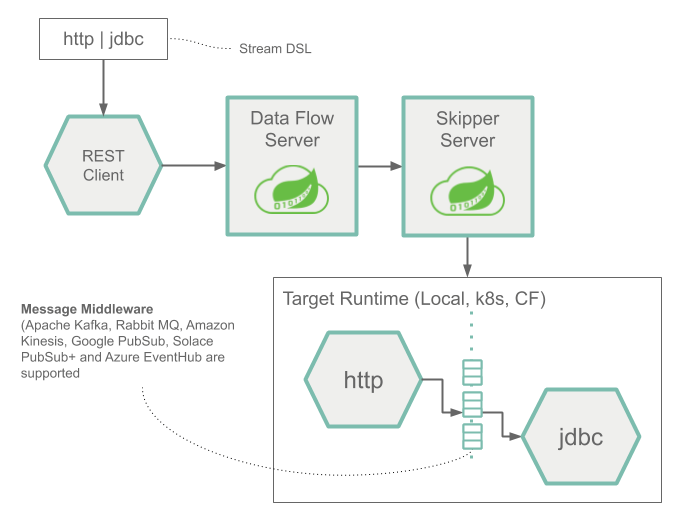 http | jdbc
Stream DSL
REST
Client
Data Flow
Server
Skipper
Server
Target Runtime (Local, k8s, CF)
Message Middleware
(Apache Kafka, Rabbit MQ, Amazon
Kinesis, Google PubSub, Solace
PubSub+ and Azure EventHub are
supported
http
jdbc